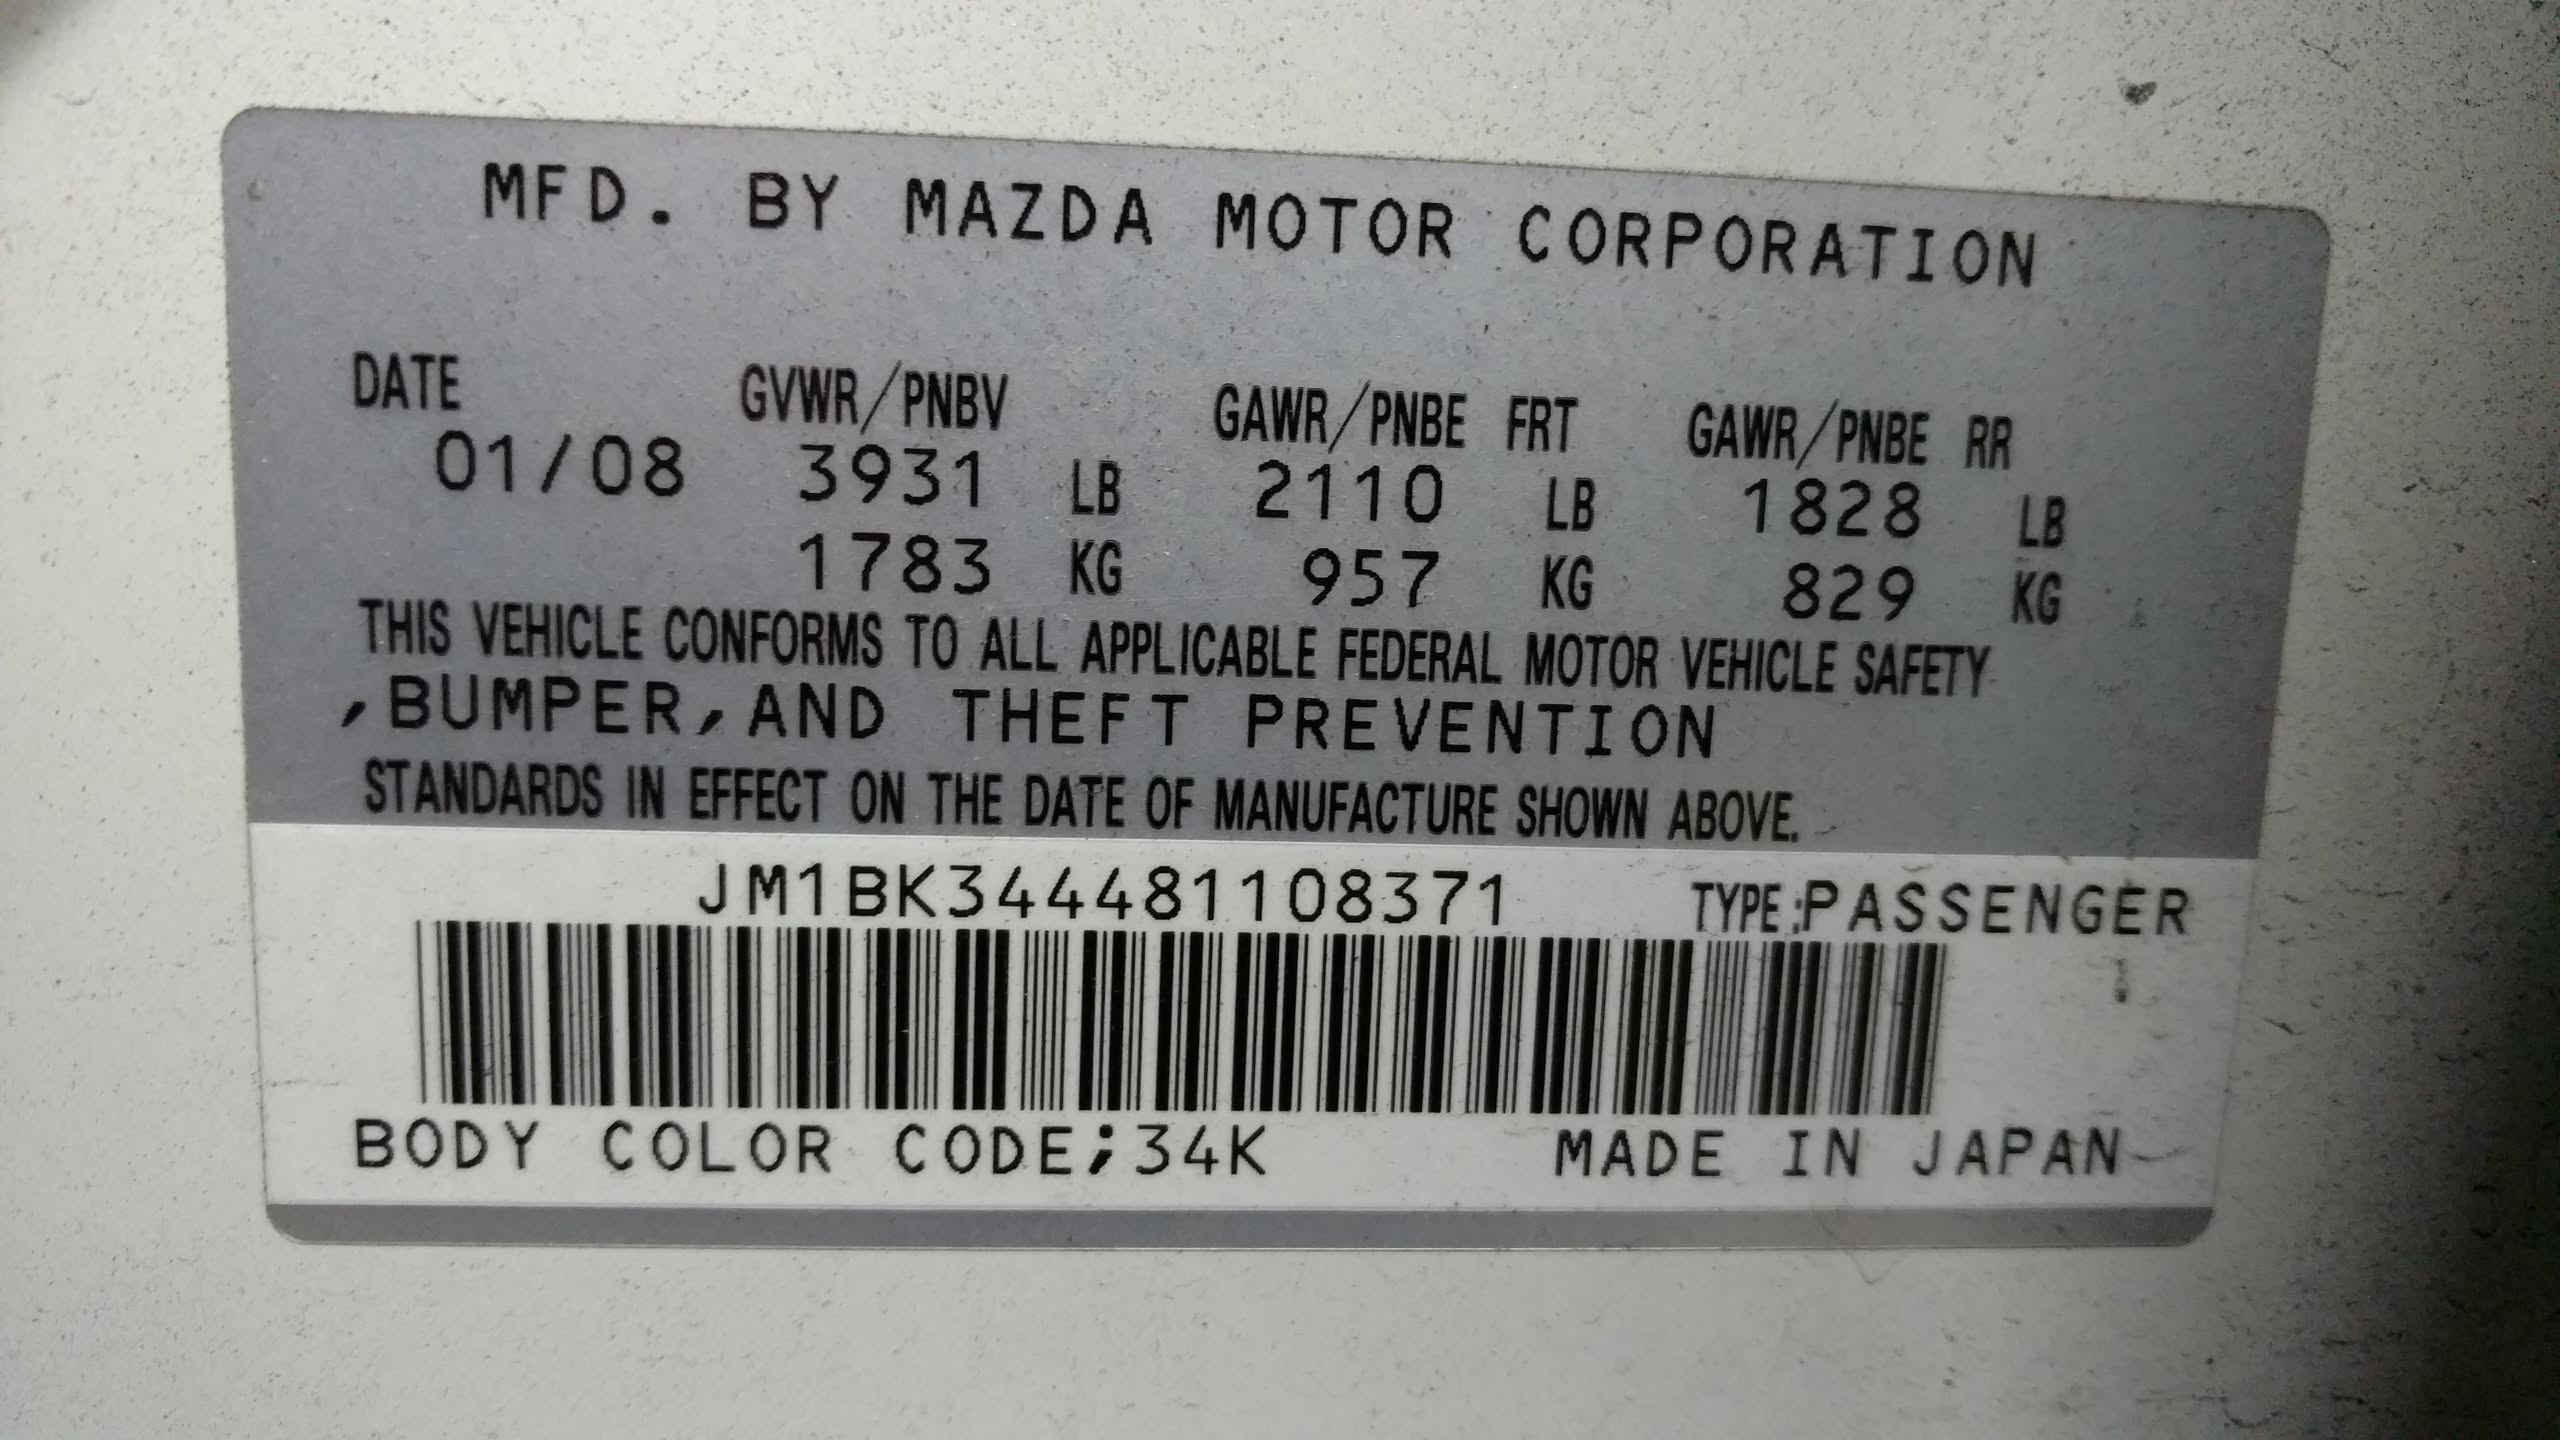 MFD. BY MAZDA MOTOR CORPORATION
DATE GVWR/PNBV GAWR/PNBE FRT GAWR/PNBE RR
01/08 3931 LB 2110 LB 1828 LB
1783 KG 957 KG 829 KG
THIS VEHICLE CONFORMS TO ALL APPLICABLE FEDERAL MOTOR VEHICLE SAFETY
,BUMPER,AND THEFT PREVENTION
STANDARDS IN EFFECT ON THE DATE OF MANUFACTURE SHOWN ABOVE.
JM1BK344481108371 TYPE:PASSENGER
BODY COLOR CODE;34K MADE IN JAPAN